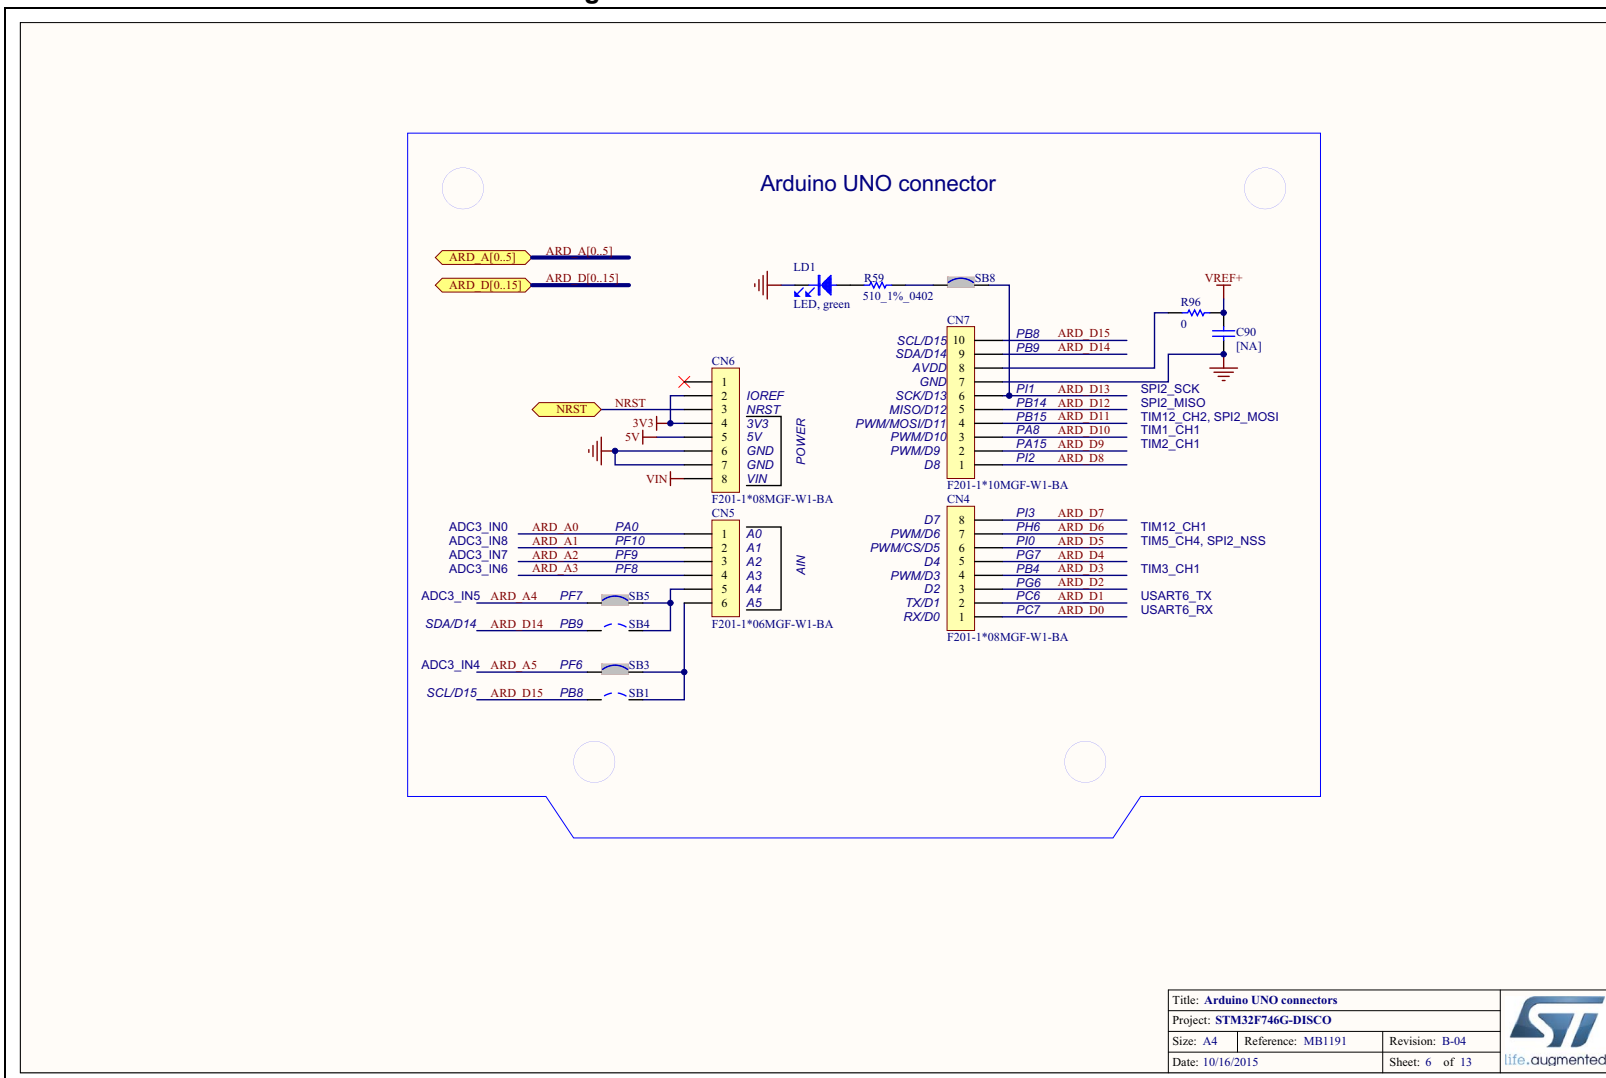 Arduino UNO connector
ARD_A[0..5] ARD_A[0..5]
ARD_D[0..15] ARD_D[0..15]
LD1
LED, green
R59
510_1%_0402
SB8
VREF+
R96
0
C90
[NA]
CN7
SCL/D15 10 PB8 ARD_D15
SDA/D14 9 PB9 ARD_D14
AVDD 8
GND 7
SCK/D13 6 PI1 ARD_D13 SPI2_SCK
MISO/D12 5 PB14 ARD_D12 SPI2_MISO
PWM/MOSI/D11 4 PB15 ARD_D11 TIM12_CH2, SPI2_MOSI
PWM/D10 3 PA8 ARD_D10 TIM1_CH1
PWM/D9 2 PA15 ARD_D9 TIM2_CH1
D8 1 PI2 ARD_D8
F201-1*10MGF-W1-BA
CN6
1
2 IOREF
NRST NRST 3 NRST
3V3 4 3V3
5V 5 5V
6 GND
7 GND
VIN 8 VIN
POWER
F201-1*08MGF-W1-BA
CN4
D7 8 PI3 ARD_D7
PWM/D6 7 PH6 ARD_D6 TIM12_CH1
PWM/CS/D5 6 PI0 ARD_D5 TIM5_CH4, SPI2_NSS
D4 5 PG7 ARD_D4
PWM/D3 4 PB4 ARD_D3 TIM3_CH1
D2 3 PG6 ARD_D2
TX/D1 2 PC6 ARD_D1 USART6_TX
RX/D0 1 PC7 ARD_D0 USART6_RX
F201-1*08MGF-W1-BA
CN5
ADC3_IN0 ARD_A0 PA0 1 A0
ADC3_IN8 ARD_A1 PF10 2 A1
ADC3_IN7 ARD_A2 PF9 3 A2
ADC3_IN6 ARD_A3 PF8 4 A3
5 A4
6 A5
AIN
F201-1*06MGF-W1-BA
ADC3_IN5 ARD_A4 PF7 SB5
SDA/D14 ARD_D14 PB9 SB4
ADC3_IN4 ARD_A5 PF6 SB3
SCL/D15 ARD_D15 PB8 SB1
Title: Arduino UNO connectors
Project: STM32F746G-DISCO
Size: A4 Reference: MB1191 Revision: B-04
Date: 10/16/2015 Sheet: 6 of 13
ST
life.augmented